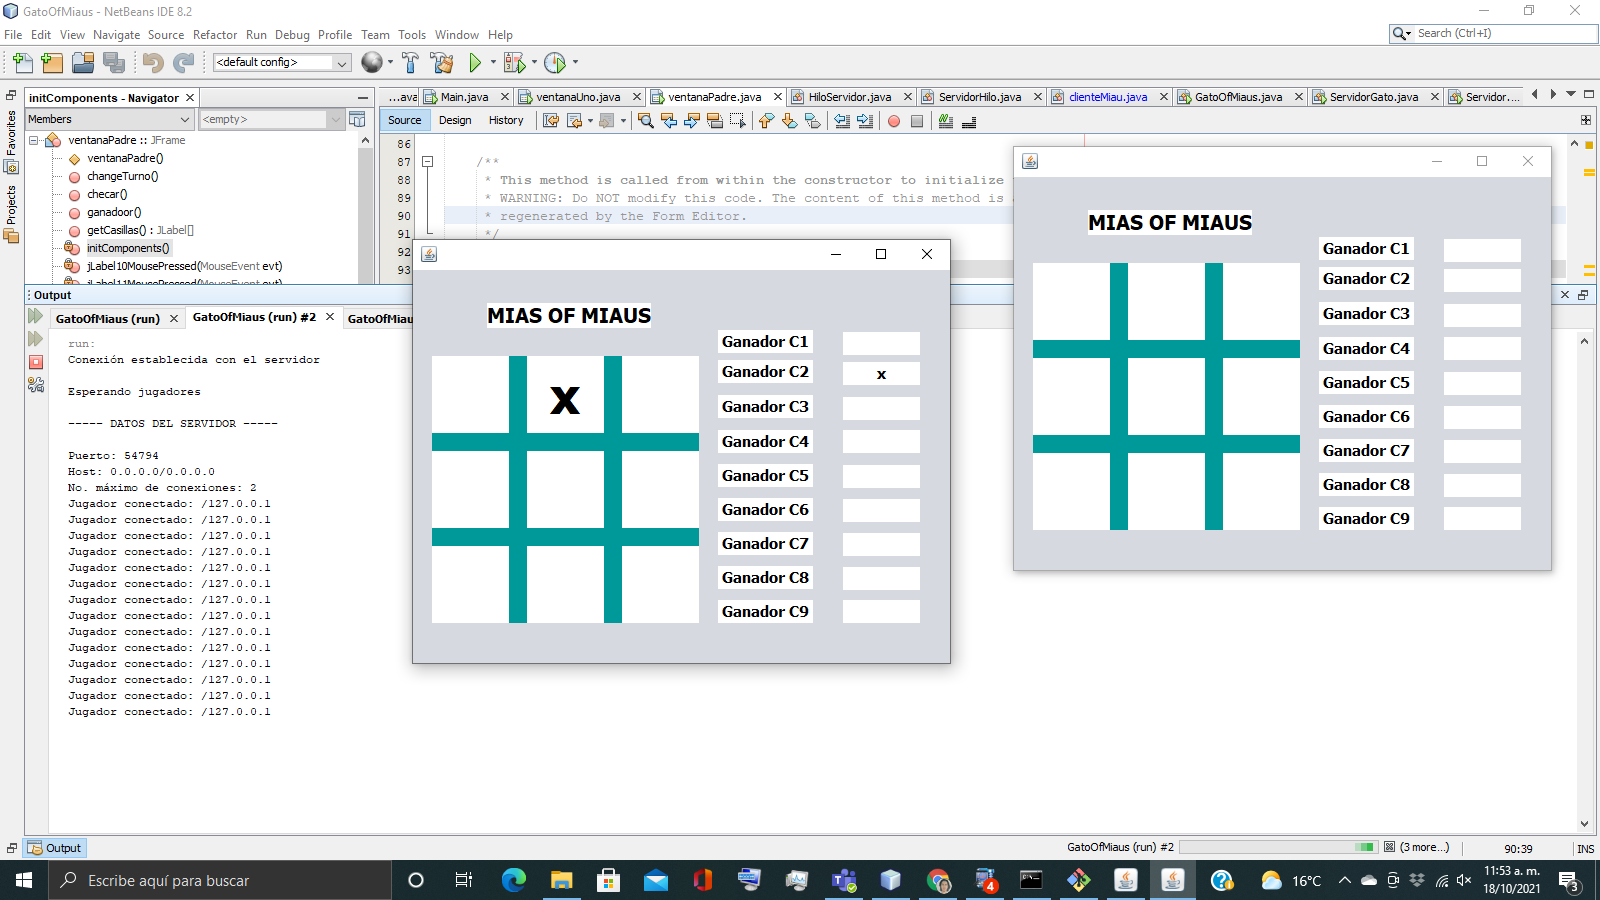 GatoOfMiaus - NetBeans IDE 8.2
File Edit View Navigate Source Refactor Run Debug Profile Team Tools Window Help
Search (Ctrl+I)
<default config>
initComponents - Navigator
...ava Main.java ventanaUno.java ventanaPadre.java HiloServidor.java ServidorHilo.java clienteMiau.java GatoOfMiaus.java ServidorGato.java Servidor....
Members
<empty>
Source Design History
Favorites
Projects
ventanaPadre :: JFrame
ventanaPadre()
changeTurno()
checar()
ganadoor()
getCasillas() : JLabel[]
initComponents()
jLabel10MousePressed(MouseEvent evt)
jLabel11MousePressed(MouseEvent evt)
86
87 /**
88 * This method is called from within the constructor to initialize
89 * WARNING: Do NOT modify this code. The content of this method is
90 * regenerated by the Form Editor.
91 */
92
93
Output
GatoOfMiaus (run) GatoOfMiaus (run) #2 GatoOfMiau
run:
Conexión establecida con el servidor
Esperando jugadores
----- DATOS DEL SERVIDOR -----
Puerto: 54794
Host: 0.0.0.0/0.0.0.0
No. máximo de conexiones: 2
Jugador conectado: /127.0.0.1
Jugador conectado: /127.0.0.1
Jugador conectado: /127.0.0.1
Jugador conectado: /127.0.0.1
Jugador conectado: /127.0.0.1
Jugador conectado: /127.0.0.1
Jugador conectado: /127.0.0.1
Jugador conectado: /127.0.0.1
Jugador conectado: /127.0.0.1
Jugador conectado: /127.0.0.1
Jugador conectado: /127.0.0.1
Jugador conectado: /127.0.0.1
Jugador conectado: /127.0.0.1
Jugador conectado: /127.0.0.1
MIAS OF MIAUS
Ganador C1
Ganador C2 x
Ganador C3
Ganador C4
Ganador C5
Ganador C6
Ganador C7
Ganador C8
Ganador C9
x
MIAS OF MIAUS
Ganador C1
Ganador C2
Ganador C3
Ganador C4
Ganador C5
Ganador C6
Ganador C7
Ganador C8
Ganador C9
Output
GatoOfMiaus (run) #2
(3 more...)
90:39
INS
Escribe aquí para buscar
4
16°C
11:53 a. m.
18/10/2021
3